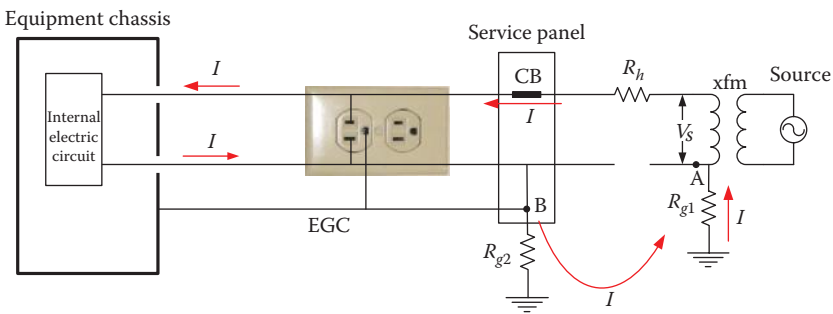 Equipment chassis
Service panel
I
CB
R_h
xfm
Source
I
Internal
electric
circuit
V_s
I
A
B
R_g1
I
EGC
R_g2
I